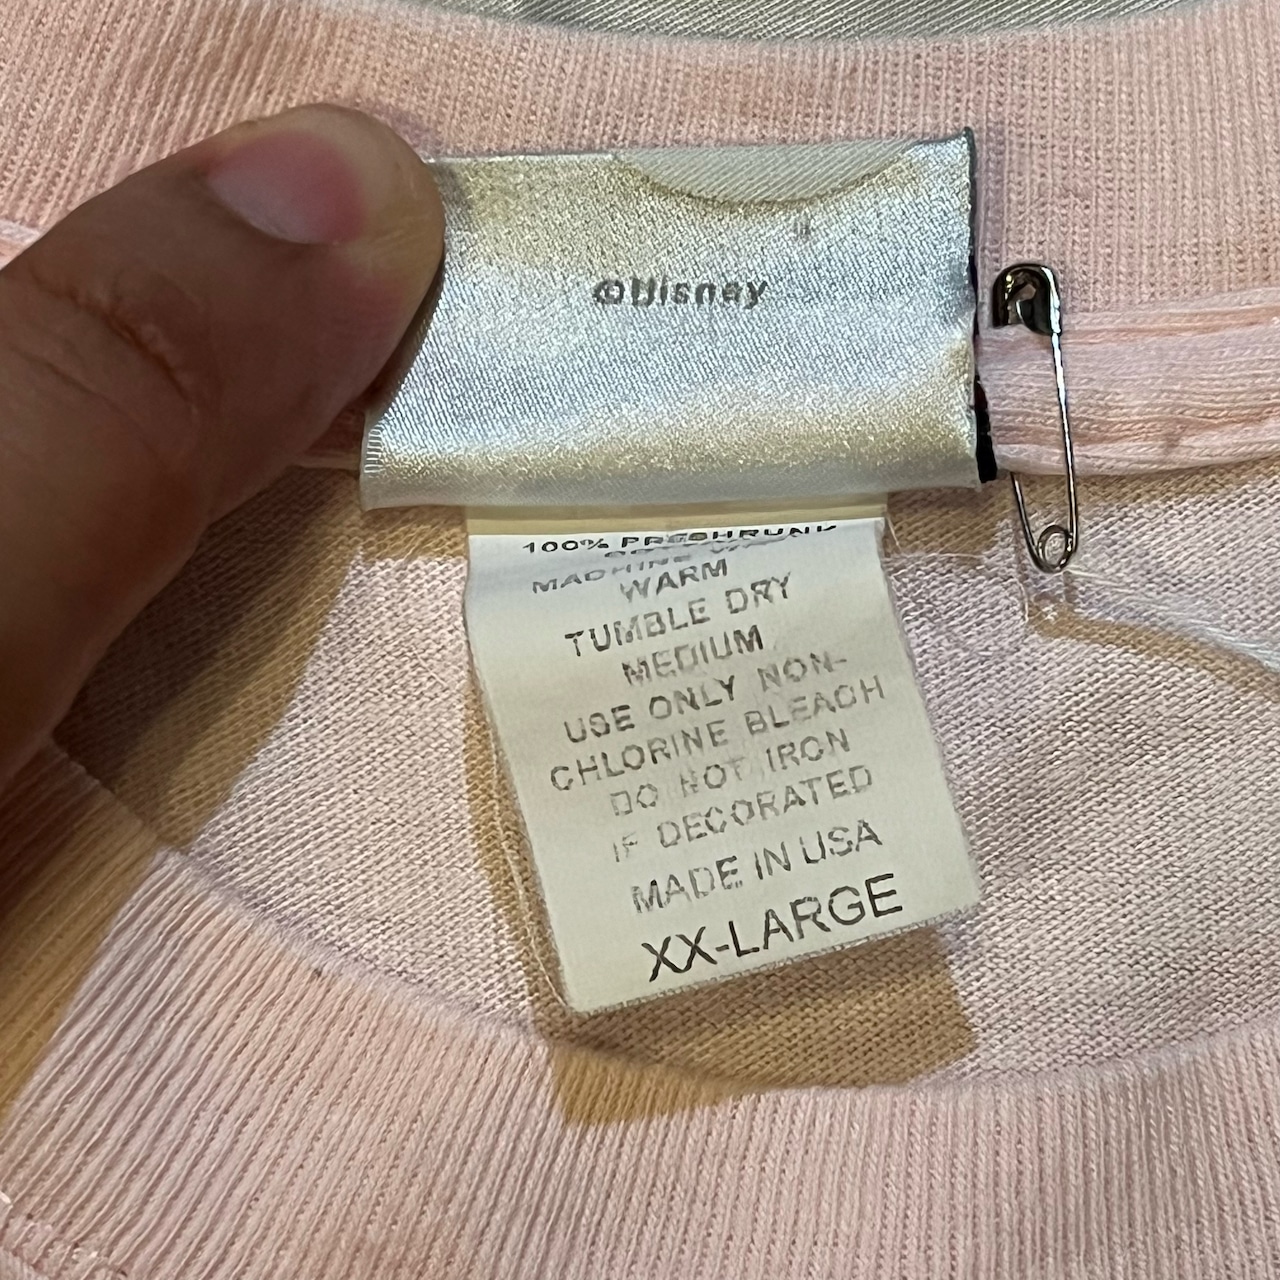 ©Disney
100% PRESHRUNK
COTTON
MACHINE WASH
WARM
TUMBLE DRY
MEDIUM
USE ONLY NON-
CHLORINE BLEACH
DO NOT IRON
IF DECORATED
MADE IN USA
XX-LARGE